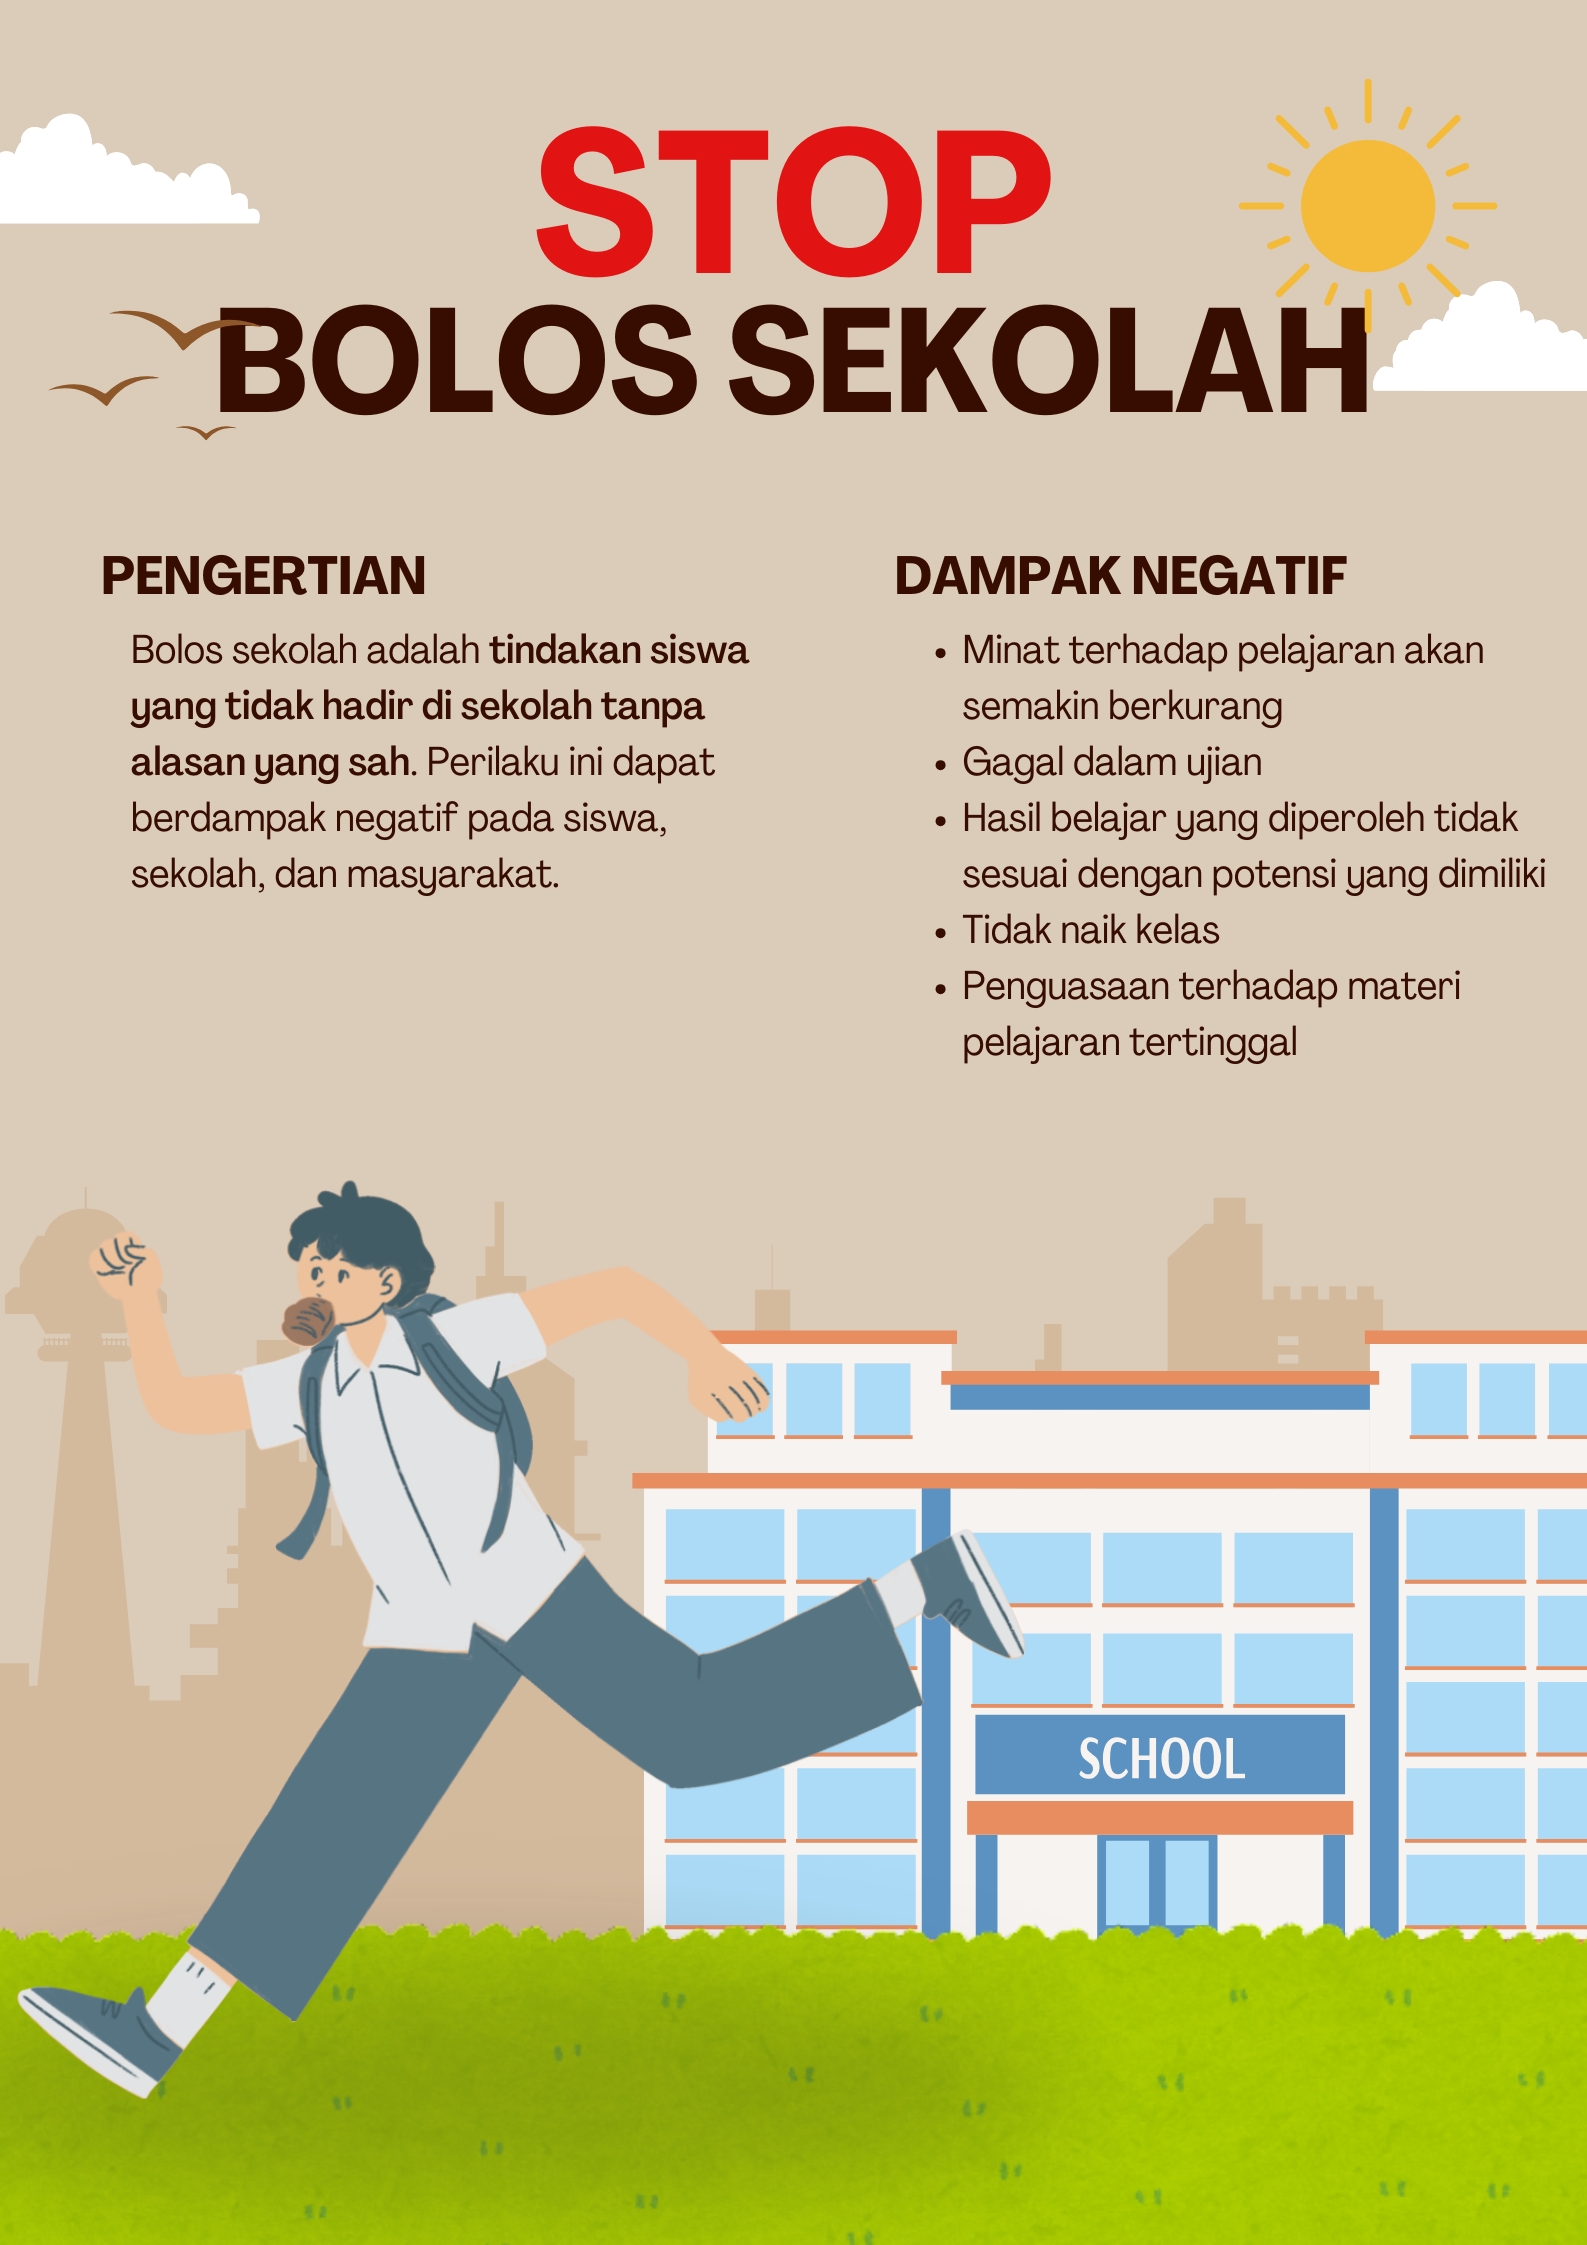 STOP
BOLOS SEKOLAH
PENGERTIAN
Bolos sekolah adalah tindakan siswa
yang tidak hadir di sekolah tanpa
alasan yang sah. Perilaku ini dapat
berdampak negatif pada siswa,
sekolah, dan masyarakat.
DAMPAK NEGATIF
• Minat terhadap pelajaran akan
semakin berkurang
• Gagal dalam ujian
• Hasil belajar yang diperoleh tidak
sesuai dengan potensi yang dimiliki
• Tidak naik kelas
• Penguasaan terhadap materi
pelajaran tertinggal
SCHOOL